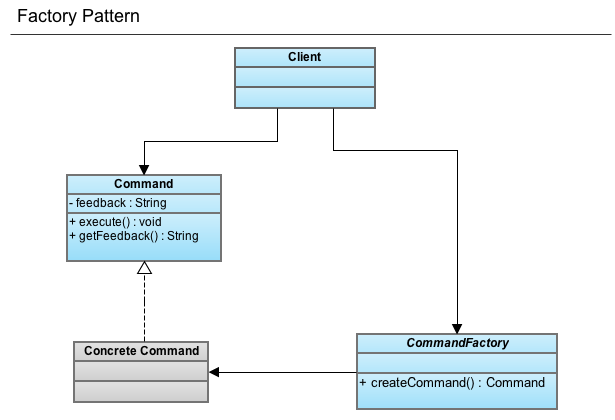 Factory Pattern
Client
Command
- feedback : String
+ execute() : void
+ getFeedback() : String
Concrete Command
CommandFactory
+ createCommand() : Command